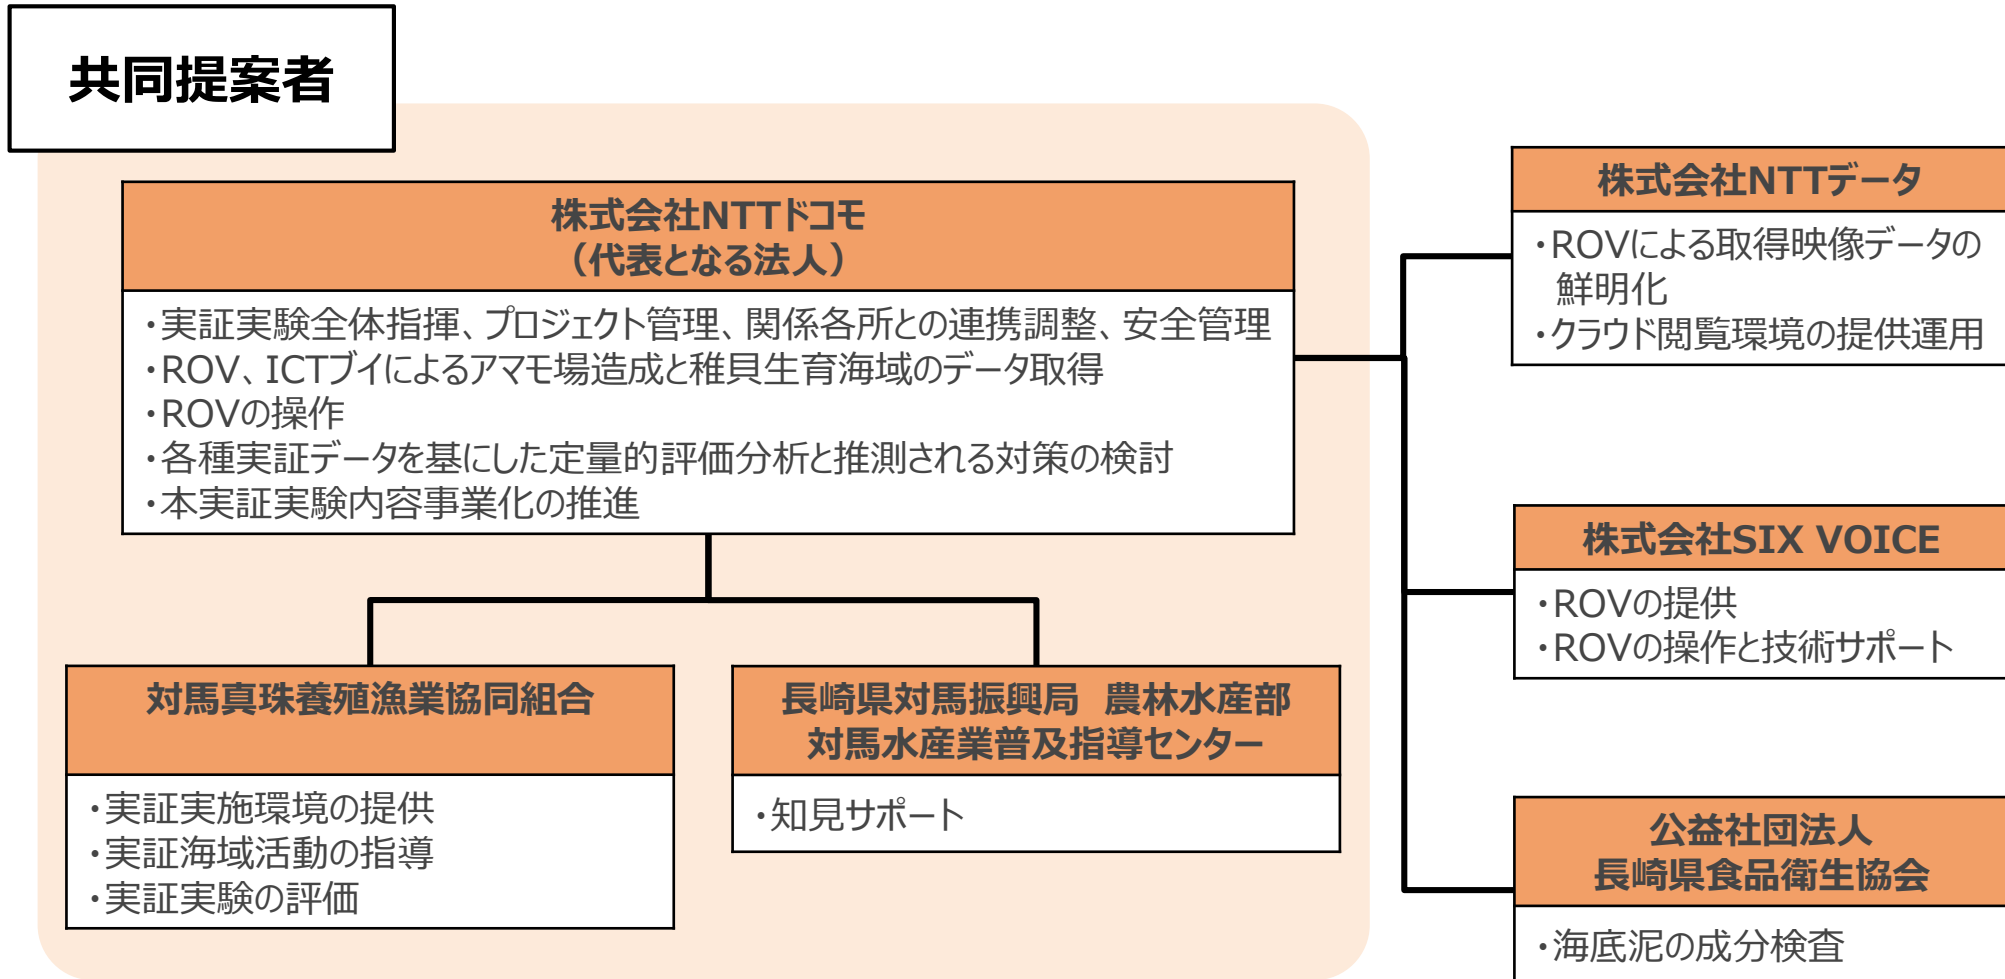 共同提案者
株式会社NTTドコモ
（代表となる法人）
・実証実験全体指揮、プロジェクト管理、関係各所との連携調整、安全管理
・ROV、ICTブイによるアマモ場造成と稚貝生育海域のデータ取得
・ROVの操作
・各種実証データを基にした定量的評価分析と推測される対策の検討
・本実証実験内容事業化の推進
対馬真珠養殖漁業協同組合
・実証実施環境の提供
・実証海域活動の指導
・実証実験の評価
長崎県対馬振興局　農林水産部
対馬水産業普及指導センター
・知見サポート
株式会社NTTデータ
・ROVによる取得映像データの
鮮明化
・クラウド閲覧環境の提供運用
株式会社SIX VOICE
・ROVの提供
・ROVの操作と技術サポート
公益社団法人
長崎県食品衛生協会
・海底泥の成分検査